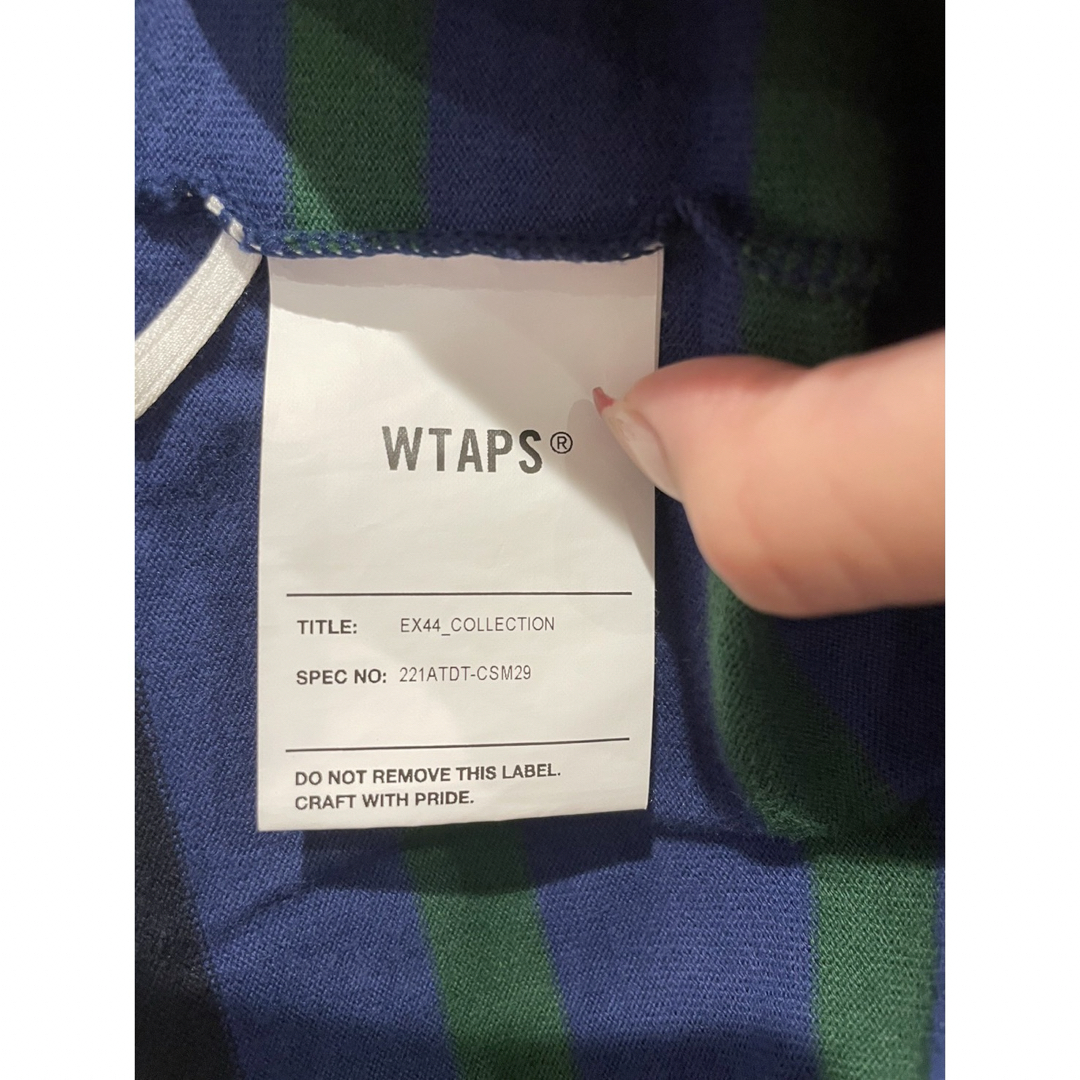 WTAPS®
TITLE: EX44_COLLECTION
SPEC NO: 221ATDT-CSM29
DO NOT REMOVE THIS LABEL.
CRAFT WITH PRIDE.